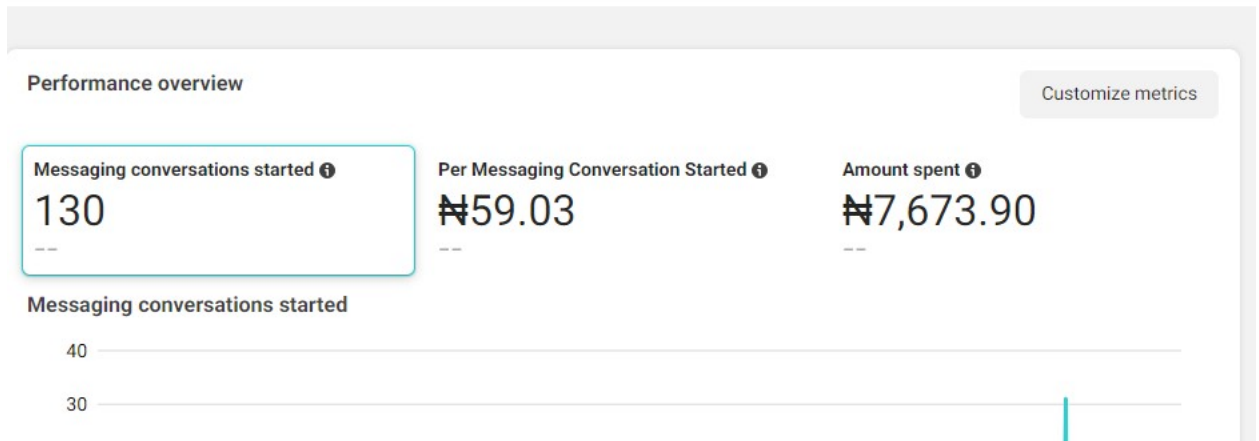 Performance overview
Customize metrics
Messaging conversations started
130
--
Per Messaging Conversation Started
₦59.03
--
Amount spent
₦7,673.90
--
Messaging conversations started
40
30